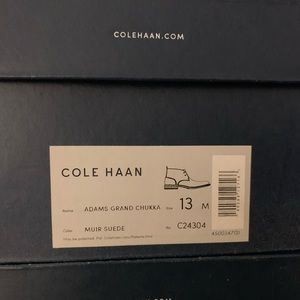 COLEHAAN.COM
COLE HAAN
Name: ADAMS GRAND CHUKKA Size: 13 M
Color: MUIR SUEDE No: C24304